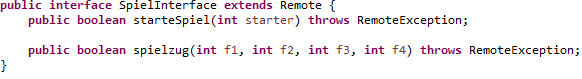 public interface SpielInterface extends Remote {
    public boolean starteSpiel(int starter) throws RemoteException;
    public boolean spielzug(int f1, int f2, int f3, int f4) throws RemoteException;
}